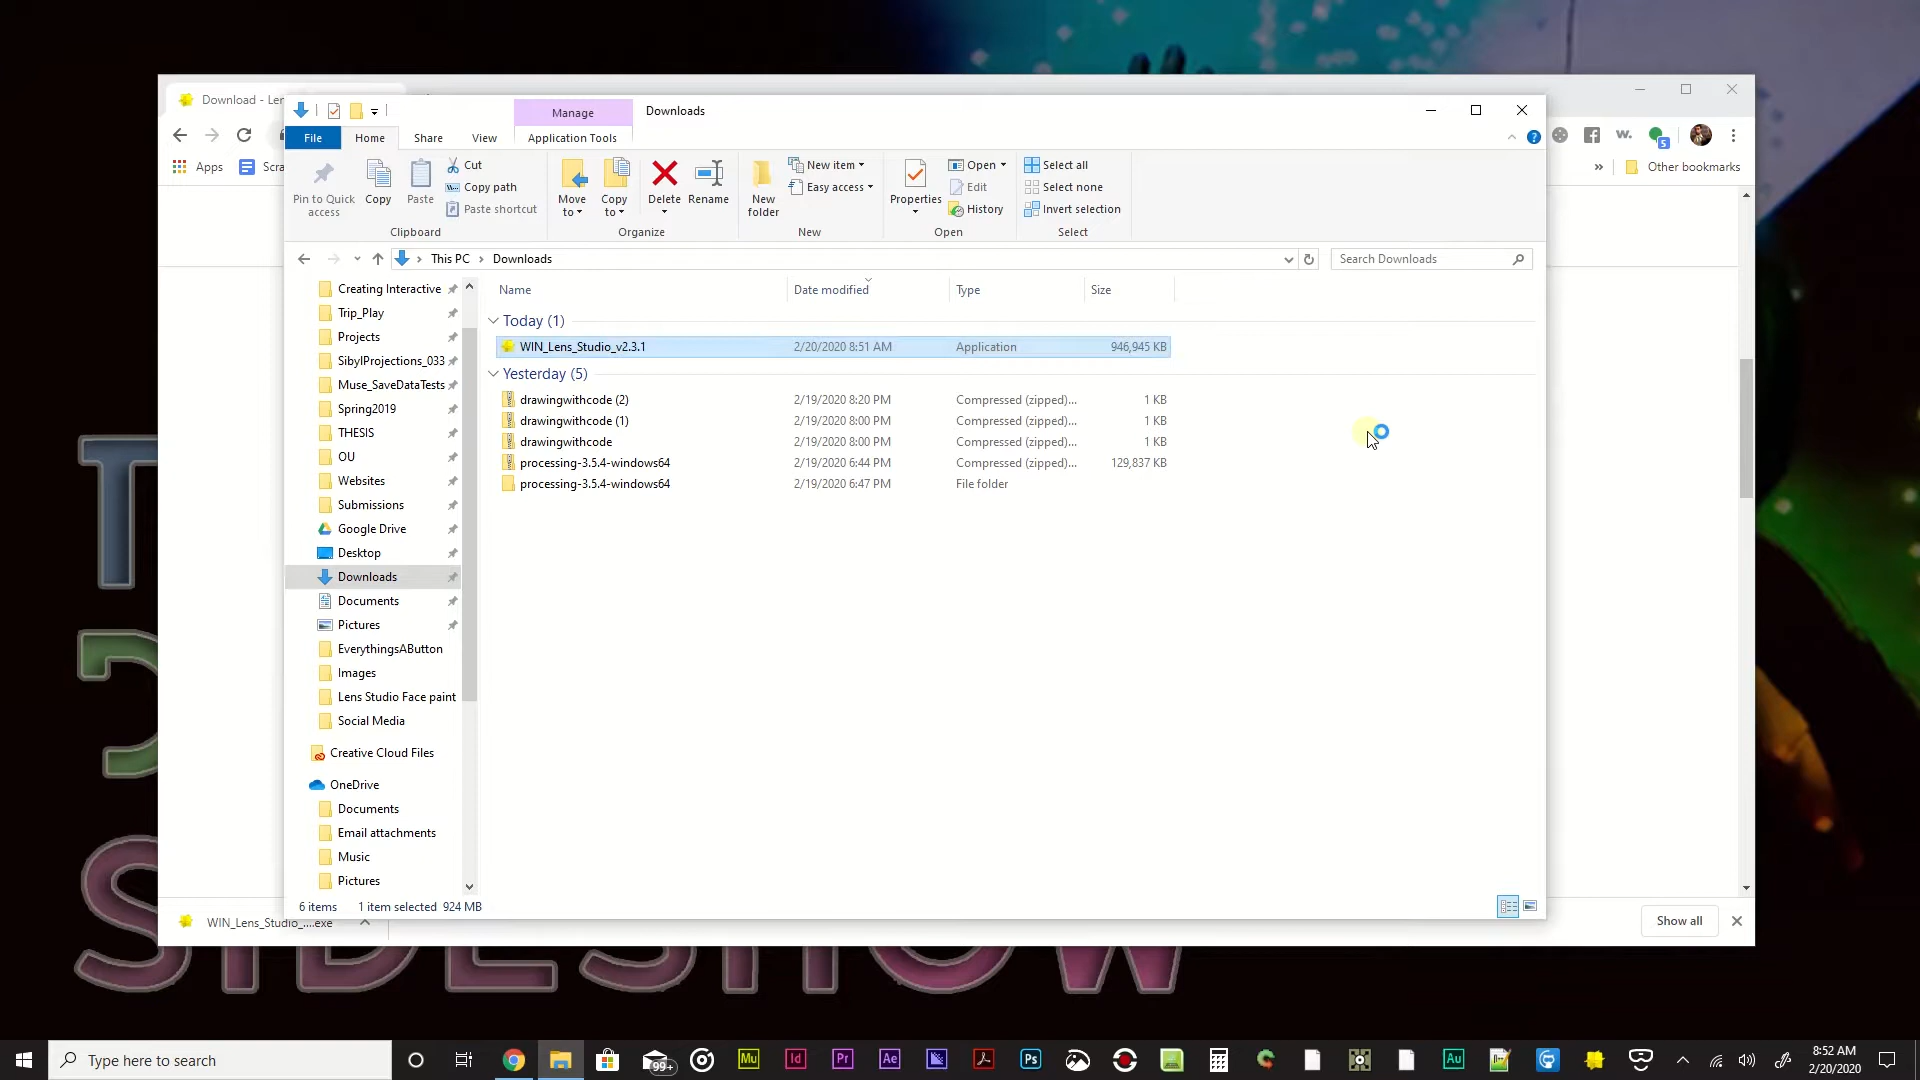 Download - Len
Manage
Downloads
File
Home
Share
View
Application Tools
Apps
Scra
Other bookmarks
Pin to Quick access
Copy
Paste
Cut
Copy path
Paste shortcut
Move to
Copy to
Delete
Rename
New folder
New item
Easy access
Properties
Open
Edit
History
Select all
Select none
Invert selection
Clipboard
Organize
New
Open
Select
This PC
Downloads
Search Downloads
Name
Date modified
Type
Size
Today (1)
WIN_Lens_Studio_v2.3.1 2/20/2020 8:51 AM Application 946,945 KB
Yesterday (5)
drawingwithcode (2) 2/19/2020 8:20 PM Compressed (zipped)... 1 KB
drawingwithcode (1) 2/19/2020 8:00 PM Compressed (zipped)... 1 KB
drawingwithcode 2/19/2020 8:00 PM Compressed (zipped)... 1 KB
processing-3.5.4-windows64 2/19/2020 6:44 PM Compressed (zipped)... 129,837 KB
processing-3.5.4-windows64 2/19/2020 6:47 PM File folder
Creating Interactive
Trip_Play
Projects
SibylProjections_033
Muse_SaveDataTests
Spring2019
THESIS
OU
Websites
Submissions
Google Drive
Desktop
Downloads
Documents
Pictures
EverythingsAButton
Images
Lens Studio Face paint
Social Media
Creative Cloud Files
OneDrive
Documents
Email attachments
Music
Pictures
6 items 1 item selected 924 MB
WIN_Lens_Studio_....exe
Show all
SIDESHOW
Type here to search
99+
Mu
Id
Pr
Ae
Ps
Au
8:52 AM
2/20/2020